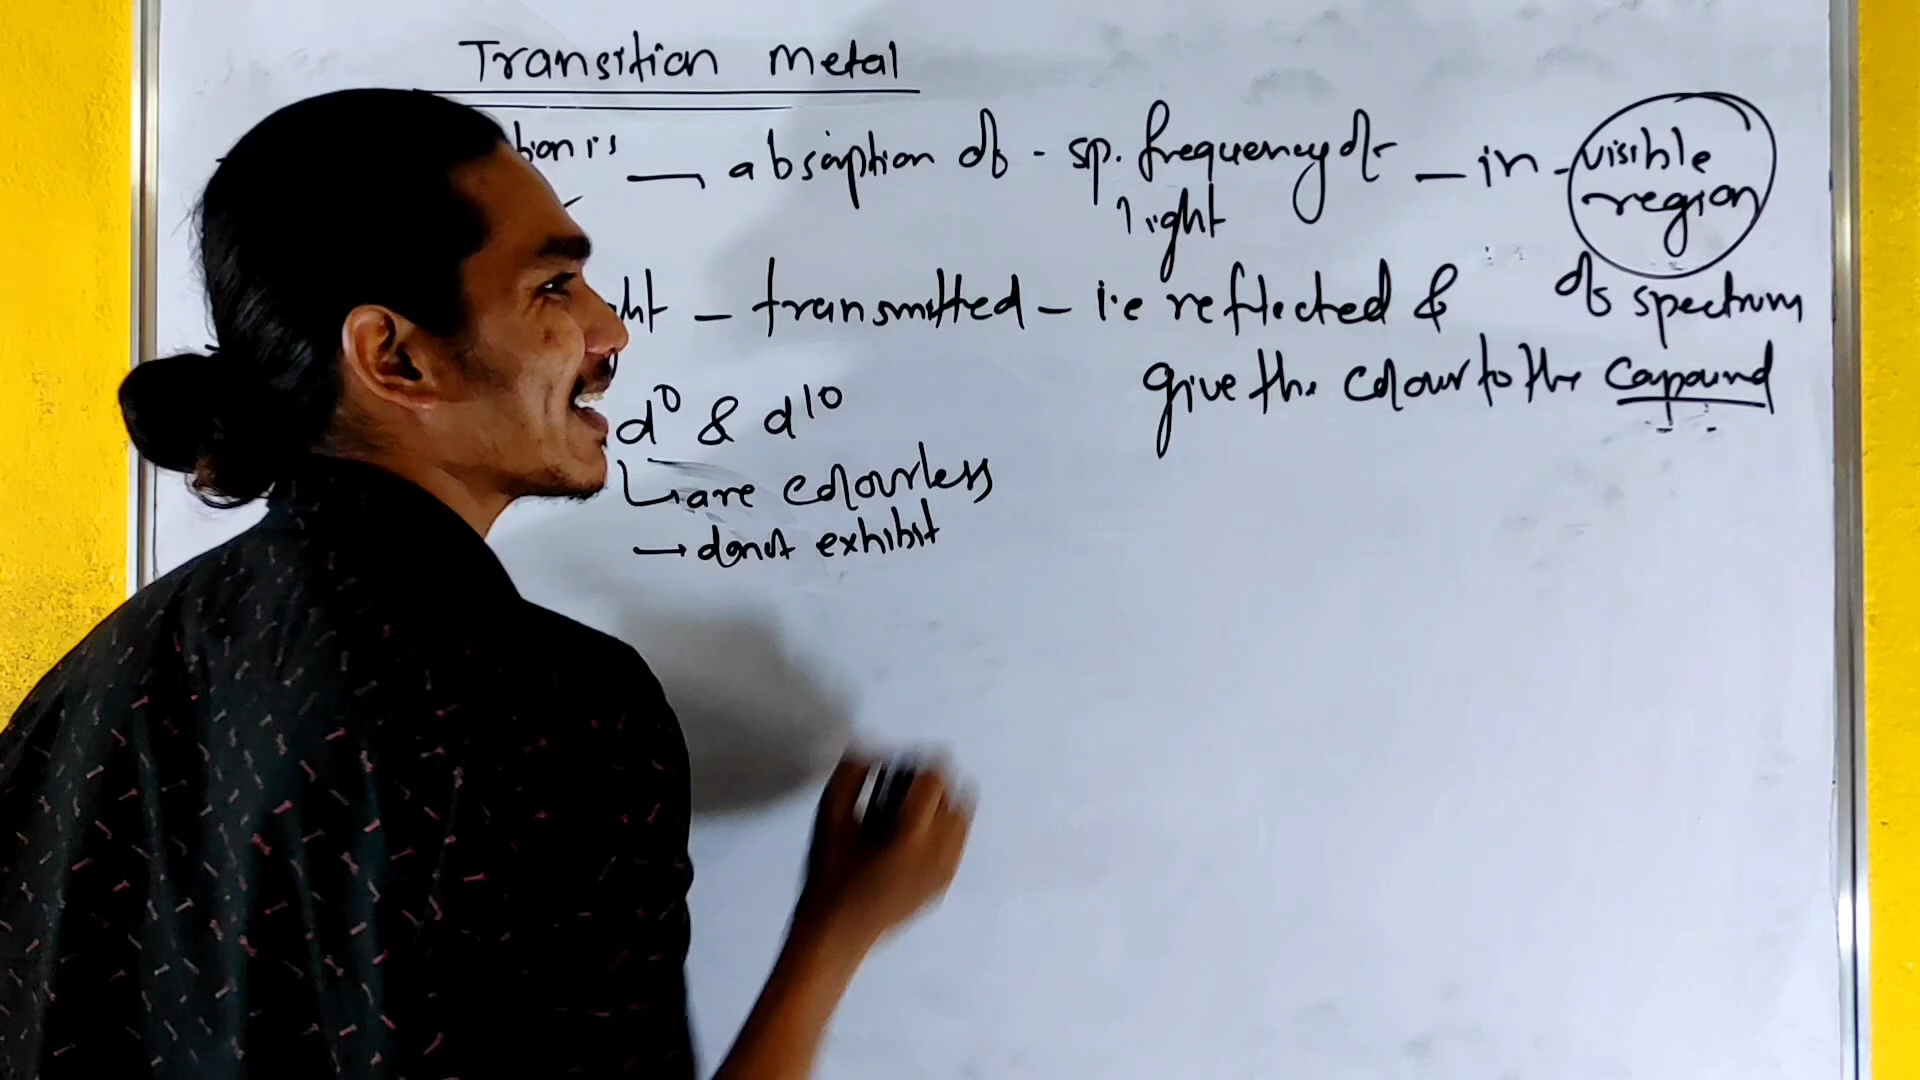 Transition metal
tion is — absorption of - sp. frequency of — in - visible
light region
ht — transmitted — i.e reflected & of spectrum
d⁰ & d¹⁰ give the colour to the copound
↳ are colourless
→ donot exhibit